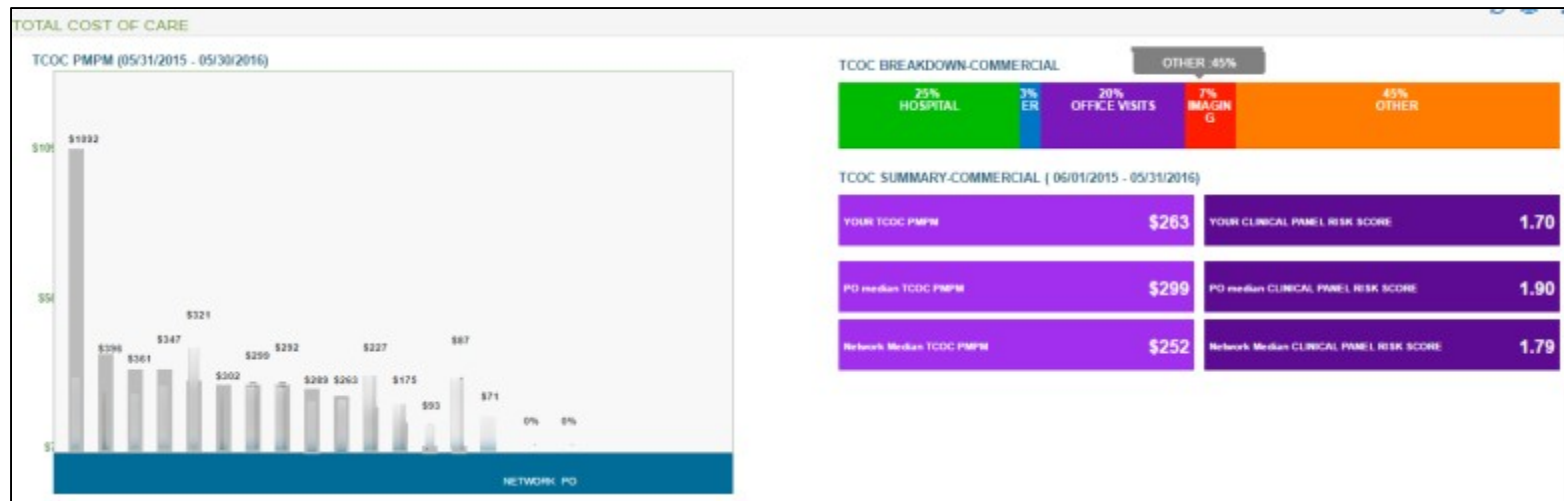 TOTAL COST OF CARE
TCOC PMPM (05/31/2015 - 05/30/2016)
$1092
$396
$361
$347
$321
$302
$299
$292
$289
$263
$227
$175
$93
$87
$71
0%
0%
NETWORK PO
TCOC BREAKDOWN-COMMERCIAL
OTHER :45%
25%
HOSPITAL
3%
ER
20%
OFFICE VISITS
7%
IMAGIN
G
45%
OTHER
TCOC SUMMARY-COMMERCIAL ( 06/01/2015 - 05/31/2016)
YOUR TCOC PMPM $263 YOUR CLINICAL PANEL RISK SCORE 1.70
PO median TCOC PMPM $299 PO median CLINICAL PANEL RISK SCORE 1.90
Network Median TCOC PMPM $252 Network Median CLINICAL PANEL RISK SCORE 1.79